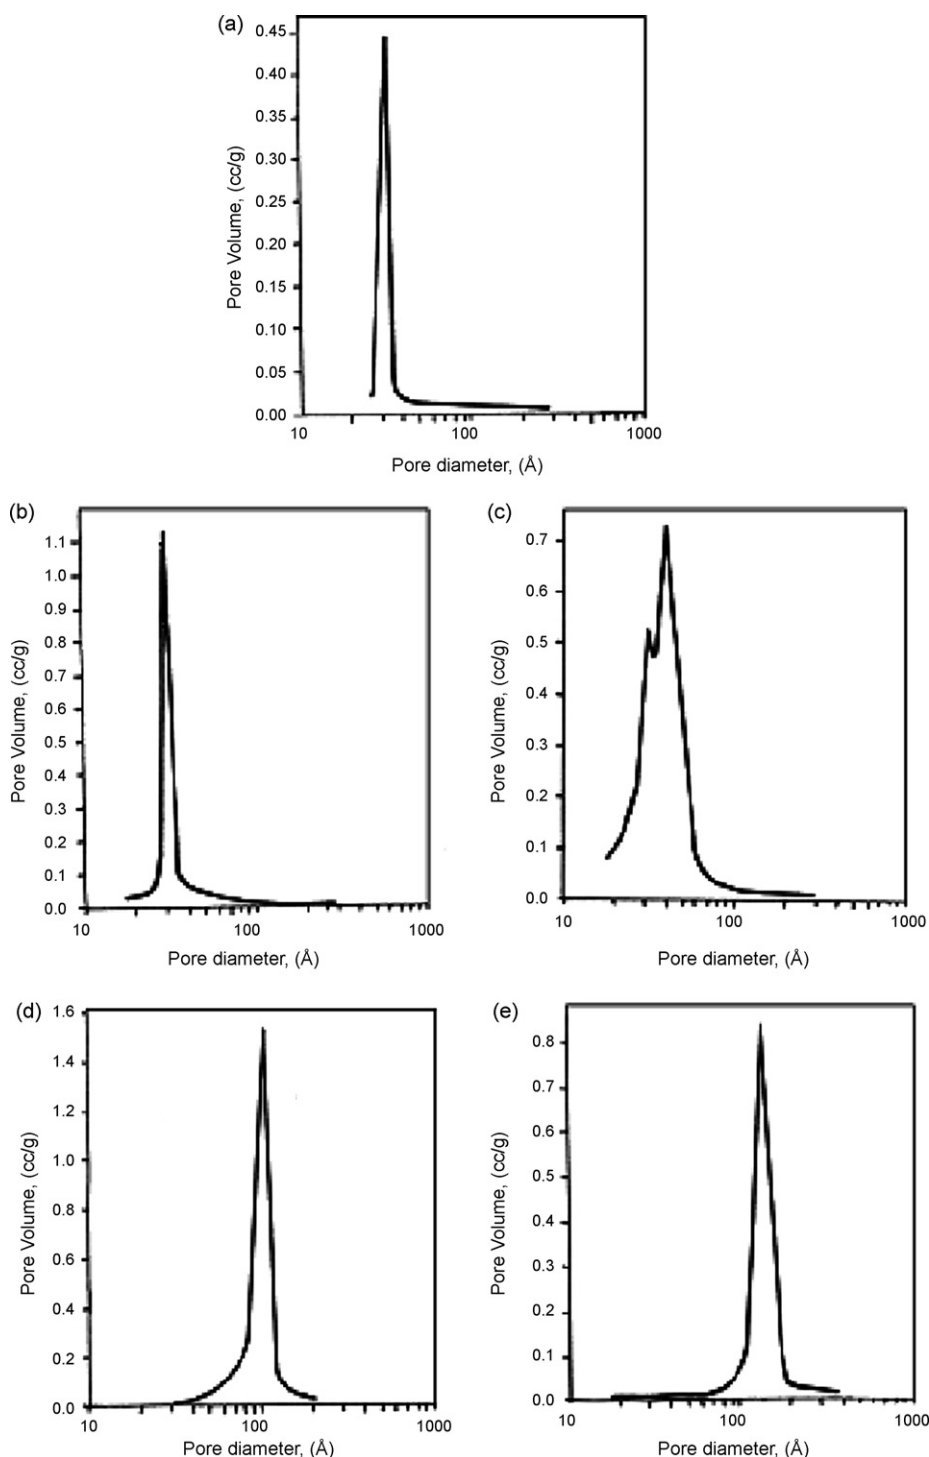 (a)
Pore Volume, (cc/g)
0.45
0.40
0.35
0.30
0.25
0.20
0.15
0.10
0.05
0.00
10 100 1000
Pore diameter, (Å)
(b)
Pore Volume, (cc/g)
1.1
1.0
0.9
0.8
0.7
0.6
0.5
0.4
0.3
0.2
0.1
0.0
10 100 1000
Pore diameter, (Å)
(c)
Pore Volume, (cc/g)
0.7
0.6
0.5
0.4
0.3
0.2
0.1
0.0
10 100 1000
Pore diameter, (Å)
(d)
Pore Volume, (cc/g)
1.6
1.4
1.2
1.0
0.8
0.6
0.4
0.2
0.0
10 100 1000
Pore diameter, (Å)
(e)
Pore Volume, (cc/g)
0.8
0.7
0.6
0.5
0.4
0.3
0.2
0.1
0.0
10 100 1000
Pore diameter, (Å)